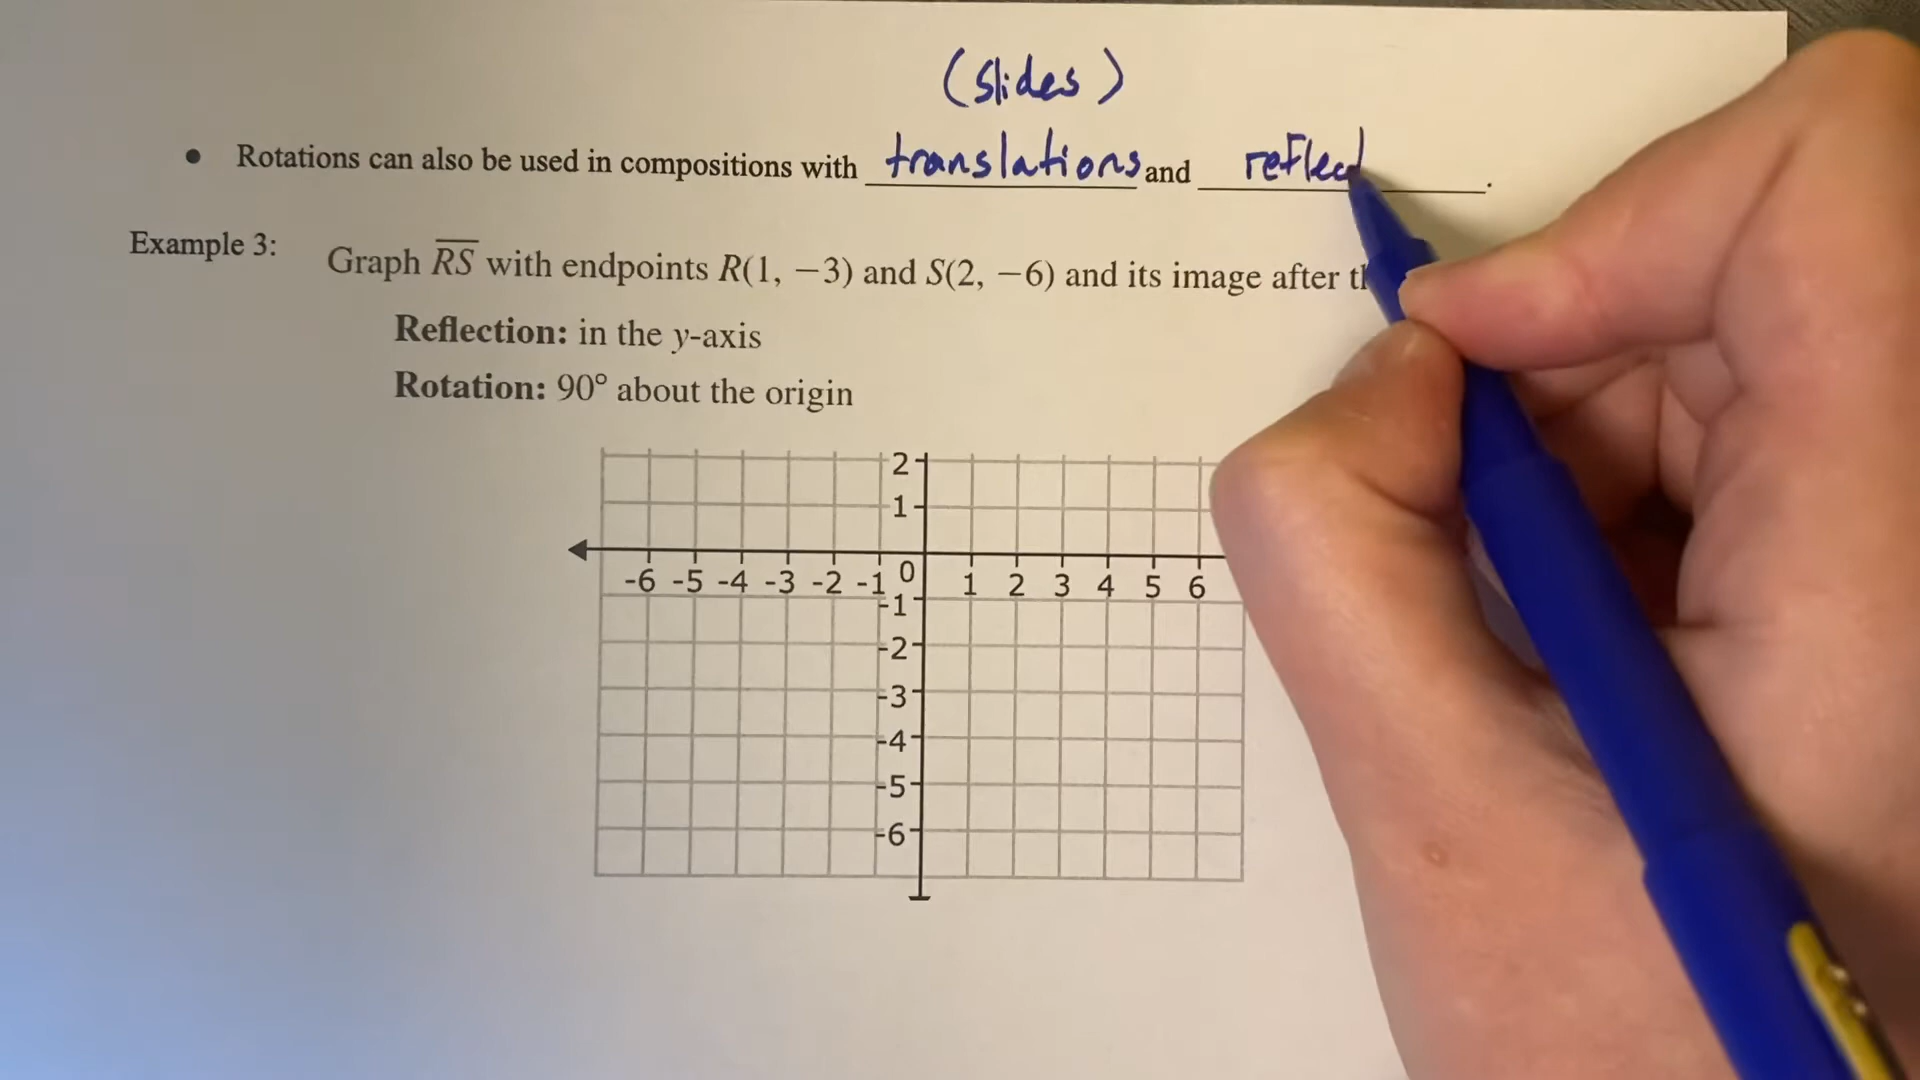 (slides)
• Rotations can also be used in compositions with translations and reflect .
Example 3: Graph RS with endpoints R(1, −3) and S(2, −6) and its image after
Reflection: in the y-axis
Rotation: 90° about the origin
2
1
-6 -5 -4 -3 -2 -1 0 1 2 3 4 5 6
-1
-2
-3
-4
-5
-6